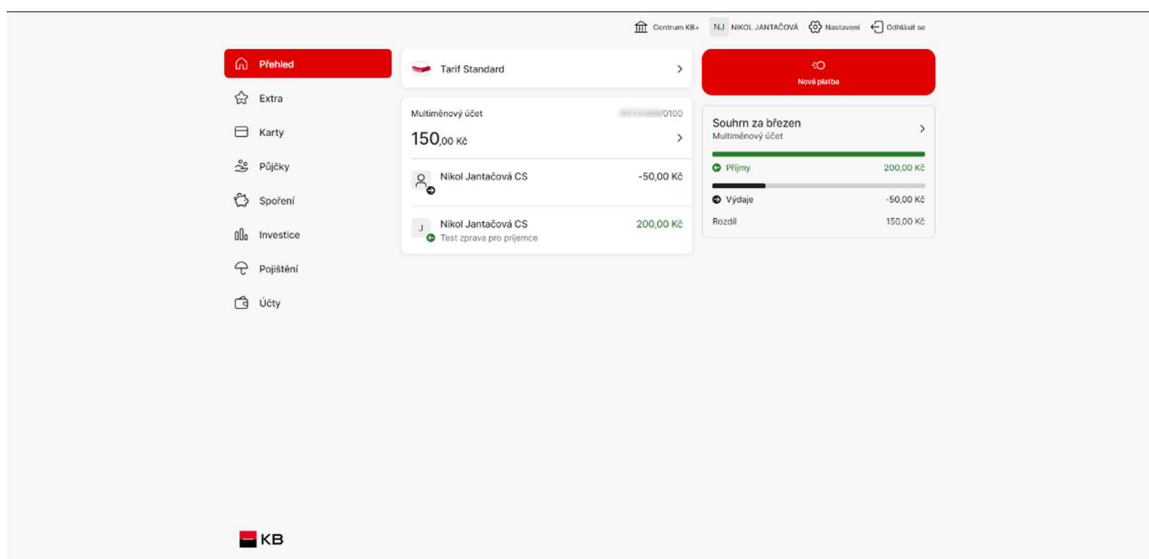 Centrum KB+ NJ NIKOL JANTAČOVÁ Nastavení Odhlásit se
Přehled
Extra
Karty
Půjčky
Spoření
Investice
Pojištění
Účty
Tarif Standard
Multiměnový účet /0100
150,00 Kč
Nikol Jantačová CS -50,00 Kč
J Nikol Jantačová CS 200,00 Kč
Test zprava pro prijemce
Nová platba
Souhrn za březen
Multiměnový účet
Příjmy 200,00 Kč
Výdaje -50,00 Kč
Rozdíl 150,00 Kč
KB